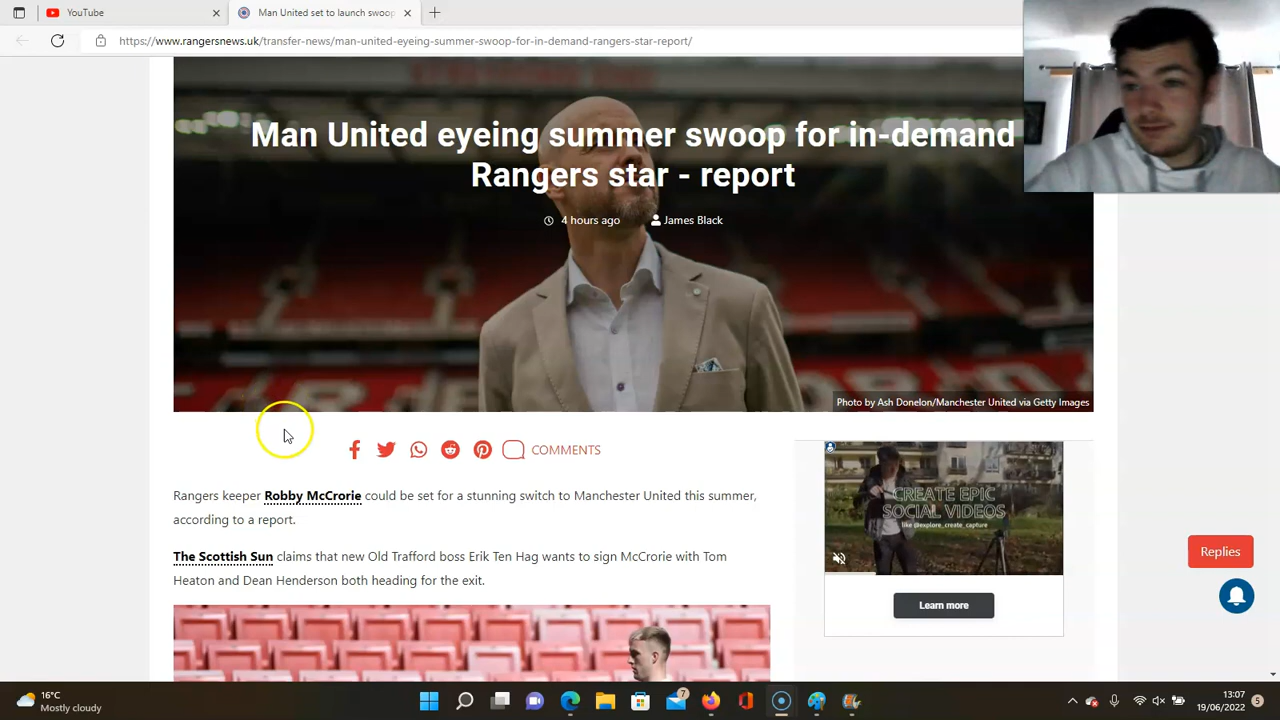 YouTube
Man United set to launch swoop
https://www.rangersnews.uk/transfer-news/man-united-eyeing-summer-swoop-for-in-demand-rangers-star-report/
Man United eyeing summer swoop for in-demand
Rangers star - report
4 hours ago James Black
Photo by Ash Donelon/Manchester United via Getty Images
COMMENTS
Rangers keeper Robby McCrorie could be set for a stunning switch to Manchester United this summer,
according to a report.
The Scottish Sun claims that new Old Trafford boss Erik Ten Hag wants to sign McCrorie with Tom
Heaton and Dean Henderson both heading for the exit.
CREATE EPIC
SOCIAL VIDEOS
like @explore_create_capture
Learn more
Replies
16°C
Mostly cloudy
7
13:07
19/06/2022
5